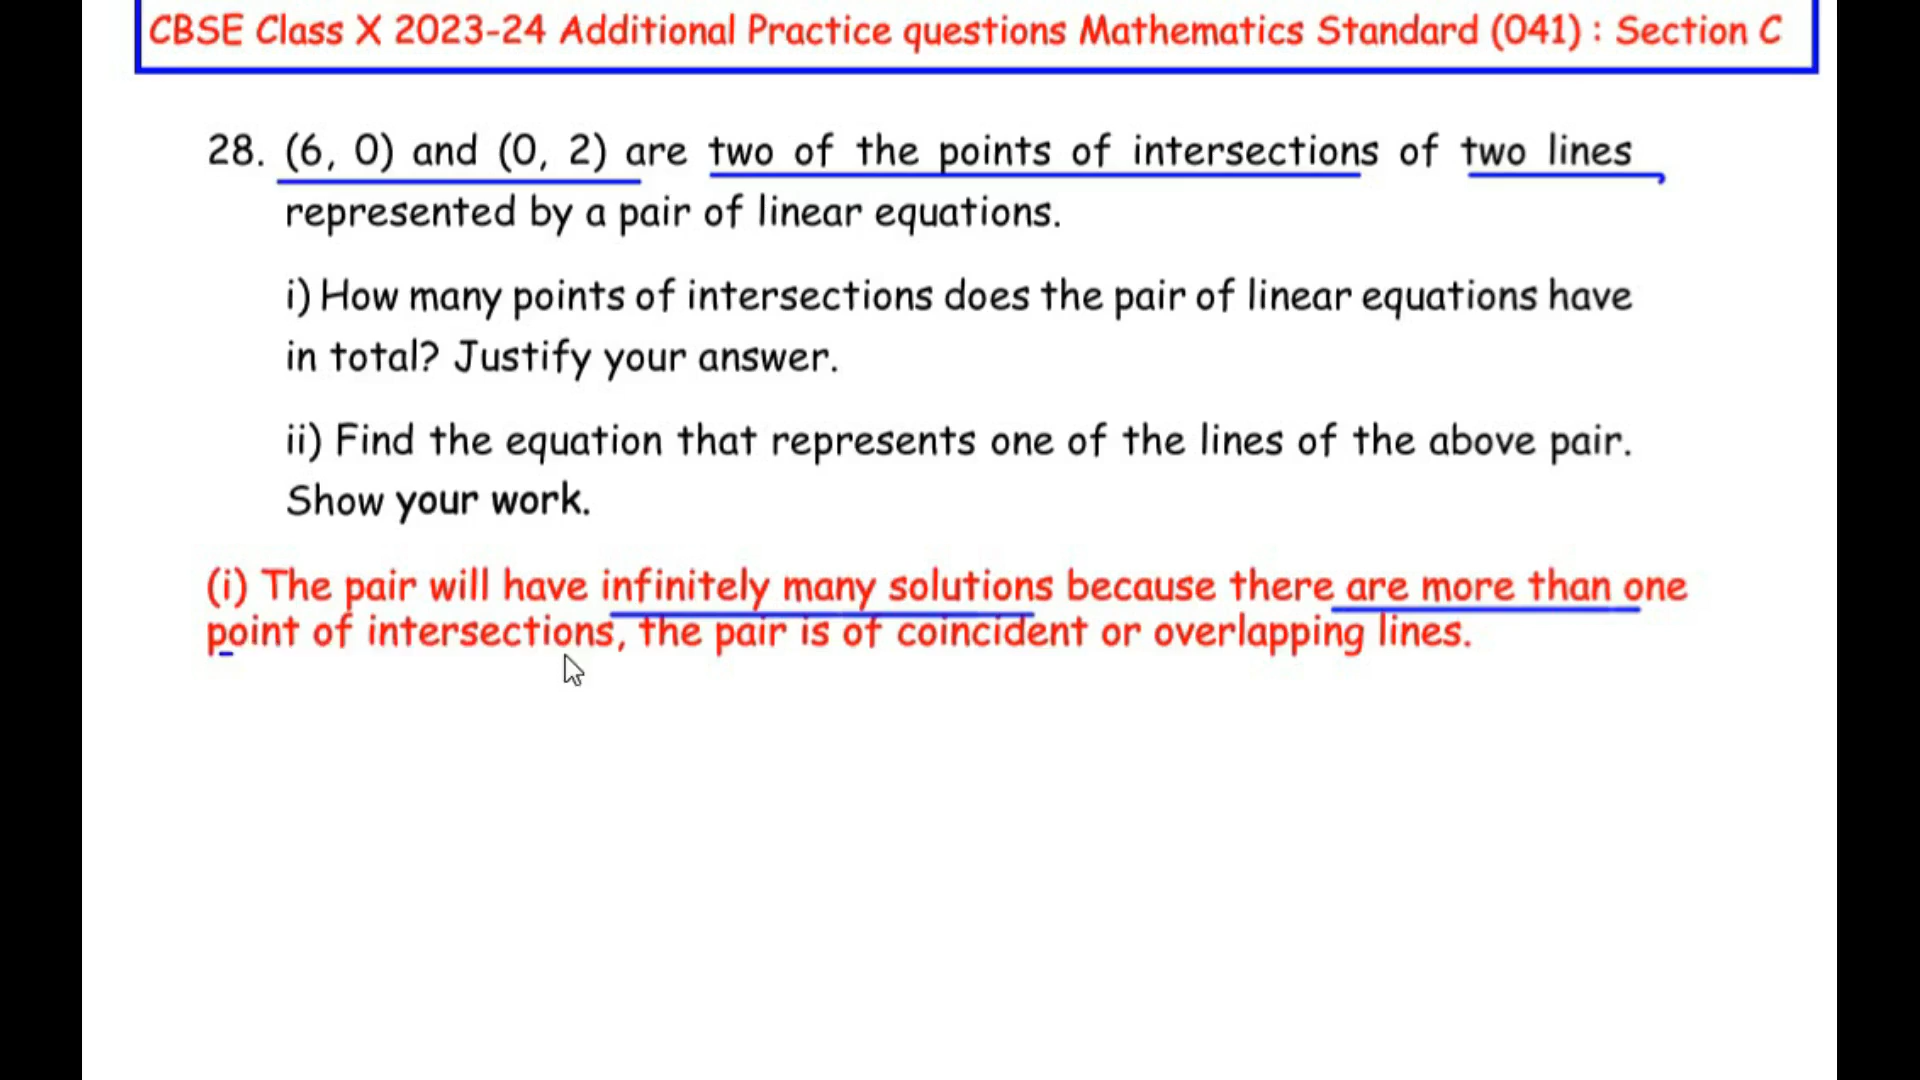 CBSE Class X 2023-24 Additional Practice questions Mathematics Standard (041) : Section C
28. (6, 0) and (0, 2) are two of the points of intersections of two lines
represented by a pair of linear equations.
i) How many points of intersections does the pair of linear equations have
in total? Justify your answer.
ii) Find the equation that represents one of the lines of the above pair.
Show your work.
(i) The pair will have infinitely many solutions because there are more than one
point of intersections, the pair is of coincident or overlapping lines.